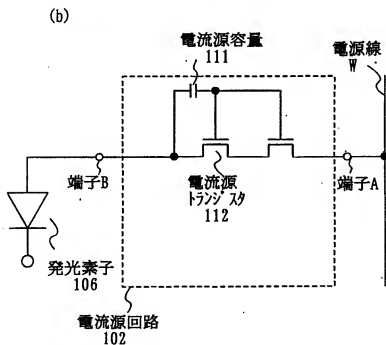 (b)
電流源容量
111
電源線
W
端子B
電流源
トランジスタ
112
端子A
発光素子
106
電流源回路
102